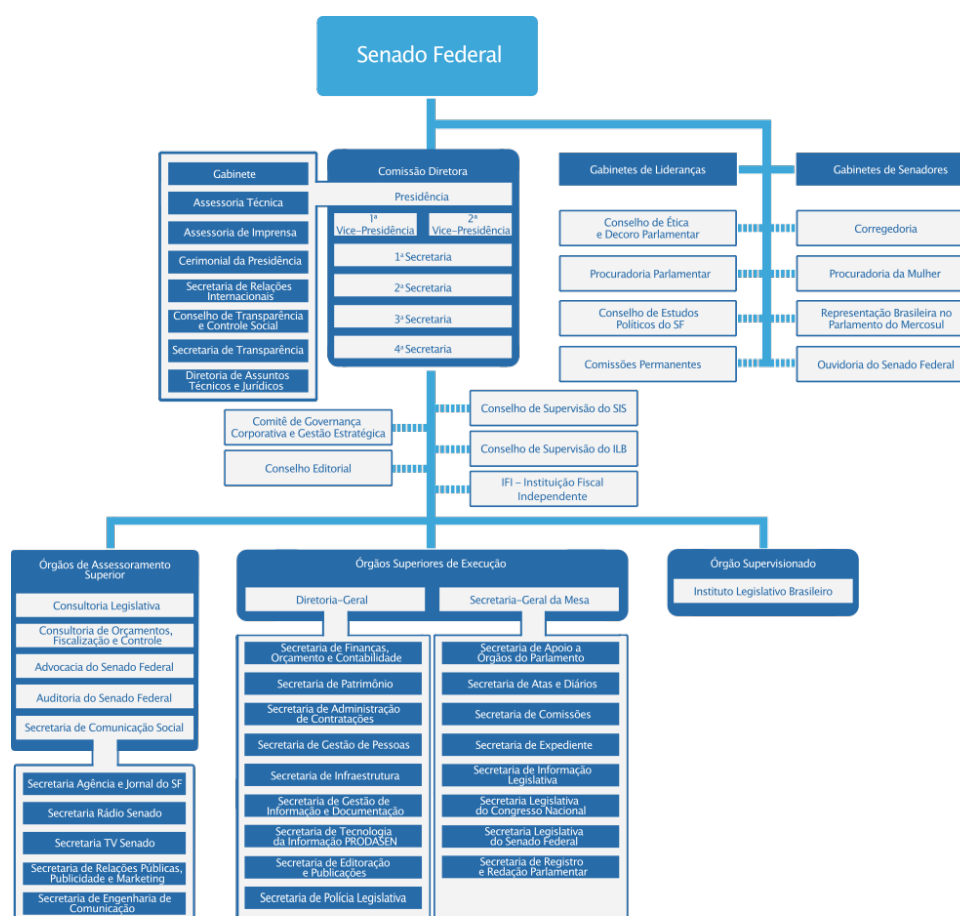 Senado Federal
Gabinete
Assessoria Técnica
Assessoria de Imprensa
Cerimonial da Presidência
Secretaria de Relações
Internacionais
Conselho de Transparência
e Controle Social
Secretaria de Transparência
Diretoria de Assuntos
Técnicos e Jurídicos
Comissão Diretora
Presidência
1ª
Vice-Presidência
2ª
Vice-Presidência
1ª Secretaria
2ª Secretaria
3ª Secretaria
4ª Secretaria
Gabinetes de Lideranças
Gabinetes de Senadores
Conselho de Ética
e Decoro Parlamentar
Corregedoria
Procuradoria Parlamentar
Procuradoria da Mulher
Conselho de Estudos
Políticos do SF
Representação Brasileira no
Parlamento do Mercosul
Comissões Permanentes
Ouvidoria do Senado Federal
Comitê de Governança
Corporativa e Gestão Estratégica
Conselho Editorial
Conselho de Supervisão do SIS
Conselho de Supervisão do ILB
IFI – Instituição Fiscal
Independente
Órgãos de Assessoramento
Superior
Consultoria Legislativa
Consultoria de Orçamentos,
Fiscalização e Controle
Advocacia do Senado Federal
Auditoria do Senado Federal
Secretaria de Comunicação Social
Secretaria Agência e Jornal do SF
Secretaria Rádio Senado
Secretaria TV Senado
Secretaria de Relações Públicas,
Publicidade e Marketing
Secretaria de Engenharia de
Comunicação
Órgãos Superiores de Execução
Diretoria-Geral
Secretaria-Geral da Mesa
Secretaria de Finanças,
Orçamento e Contabilidade
Secretaria de Patrimônio
Secretaria de Administração
de Contratações
Secretaria de Gestão de Pessoas
Secretaria de Infraestrutura
Secretaria de Gestão de
Informação e Documentação
Secretaria de Tecnologia
da Informação PRODASEN
Secretaria de Editoração
e Publicações
Secretaria de Polícia Legislativa
Secretaria de Apoio a
Órgãos do Parlamento
Secretaria de Atas e Diários
Secretaria de Comissões
Secretaria de Expediente
Secretaria de Informação
Legislativa
Secretaria Legislativa
do Congresso Nacional
Secretaria Legislativa
do Senado Federal
Secretaria de Registro
e Redação Parlamentar
Órgão Supervisionado
Instituto Legislativo Brasileiro